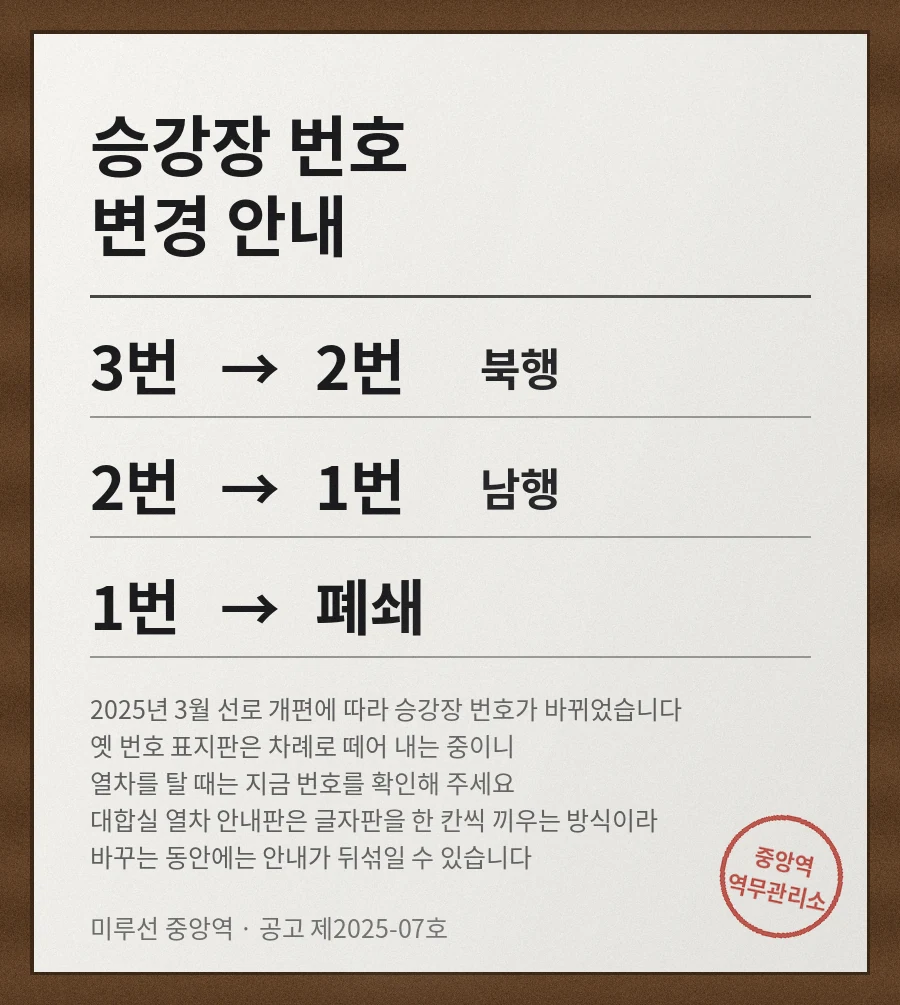 승강장 번호
변경 안내
3번 → 2번 북행
2번 → 1번 남행
1번 → 폐쇄
2025년 3월 선로 개편에 따라 승강장 번호가 바뀌었습니다
옛 번호 표지판은 차례로 떼어 내는 중이니
열차를 탈 때는 지금 번호를 확인해 주세요
대합실 열차 안내판은 글자판을 한 칸씩 끼우는 방식이라
바꾸는 동안에는 안내가 뒤섞일 수 있습니다
중앙역
역무관리소
미루선 중앙역 · 공고 제2025-07호